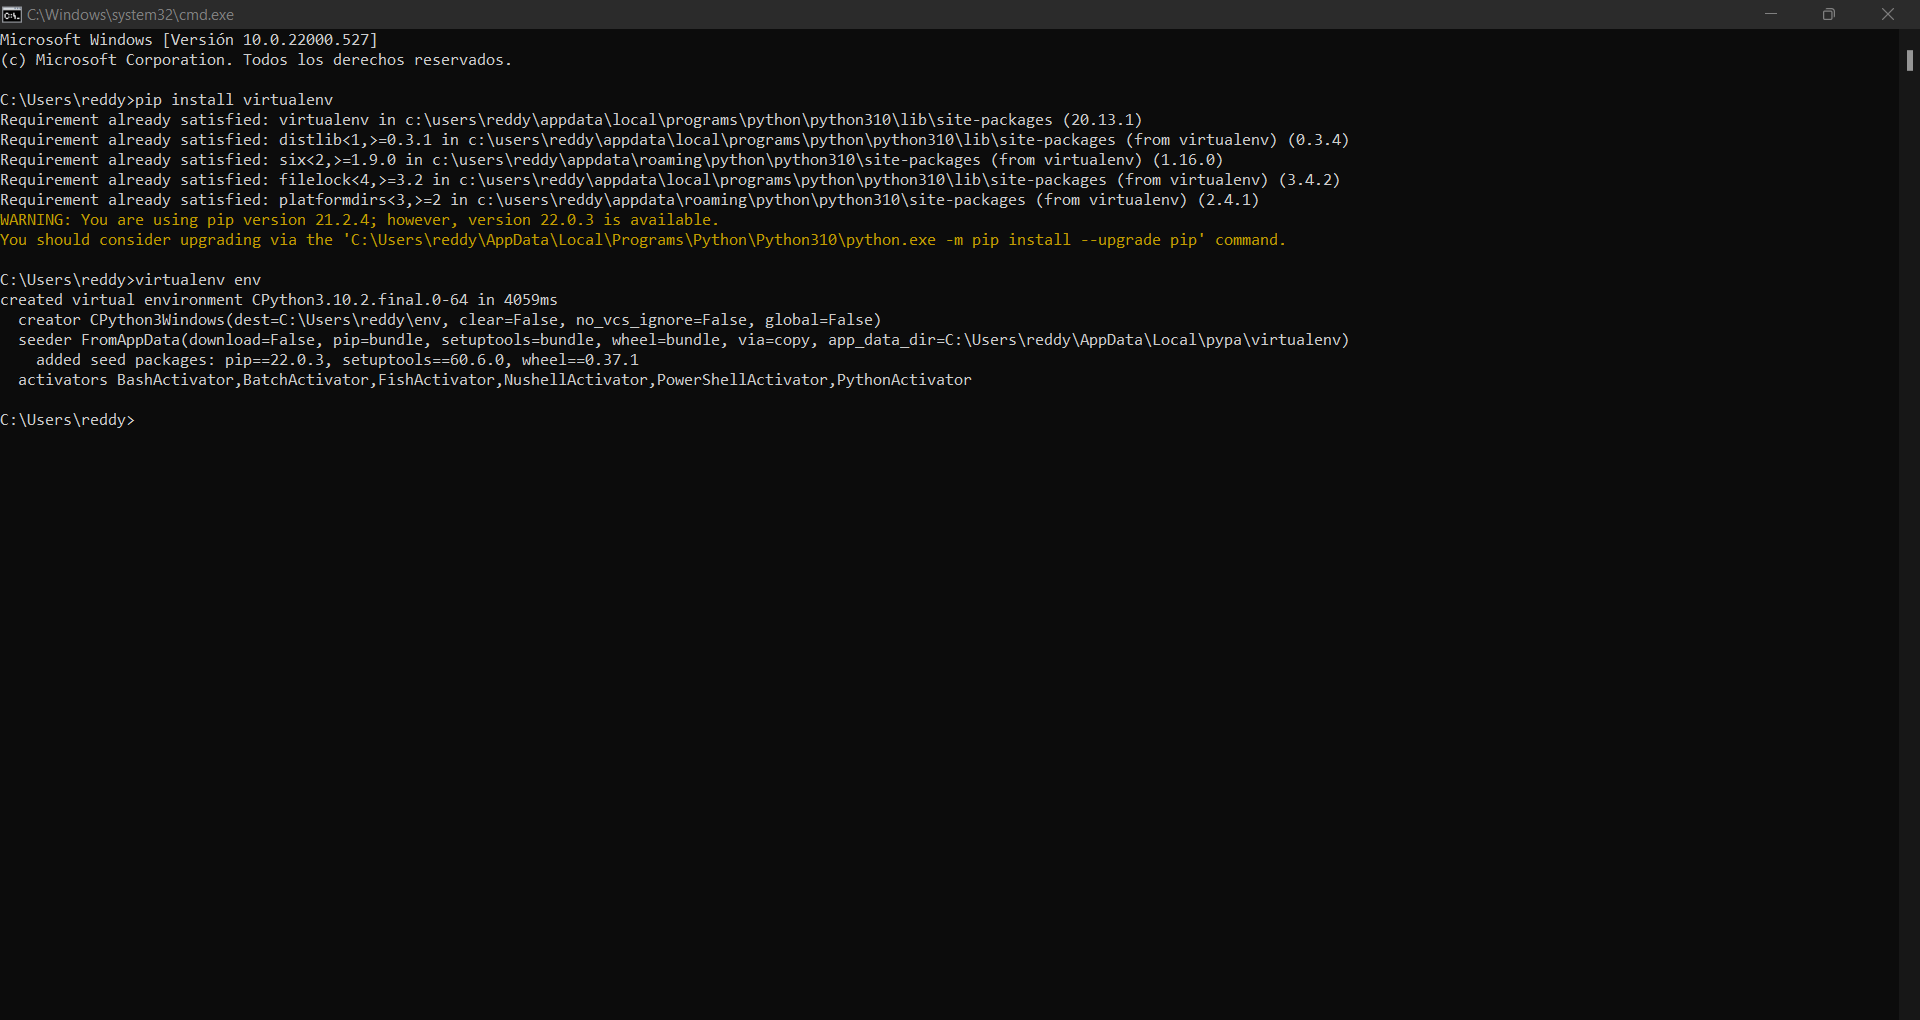 C:\Windows\system32\cmd.exe
Microsoft Windows [Versión 10.0.22000.527]
(c) Microsoft Corporation. Todos los derechos reservados.
C:\Users\reddy>pip install virtualenv
Requirement already satisfied: virtualenv in c:\users\reddy\appdata\local\programs\python\python310\lib\site-packages (20.13.1)
Requirement already satisfied: distlib<1,>=0.3.1 in c:\users\reddy\appdata\local\programs\python\python310\lib\site-packages (from virtualenv) (0.3.4)
Requirement already satisfied: six<2,>=1.9.0 in c:\users\reddy\appdata\roaming\python\python310\site-packages (from virtualenv) (1.16.0)
Requirement already satisfied: filelock<4,>=3.2 in c:\users\reddy\appdata\local\programs\python\python310\lib\site-packages (from virtualenv) (3.4.2)
Requirement already satisfied: platformdirs<3,>=2 in c:\users\reddy\appdata\roaming\python\python310\site-packages (from virtualenv) (2.4.1)
WARNING: You are using pip version 21.2.4; however, version 22.0.3 is available.
You should consider upgrading via the 'C:\Users\reddy\AppData\Local\Programs\Python\Python310\python.exe -m pip install --upgrade pip' command.
C:\Users\reddy>virtualenv env
created virtual environment CPython3.10.2.final.0-64 in 4059ms
  creator CPython3Windows(dest=C:\Users\reddy\env, clear=False, no_vcs_ignore=False, global=False)
  seeder FromAppData(download=False, pip=bundle, setuptools=bundle, wheel=bundle, via=copy, app_data_dir=C:\Users\reddy\AppData\Local\pypa\virtualenv)
    added seed packages: pip==22.0.3, setuptools==60.6.0, wheel==0.37.1
  activators BashActivator,BatchActivator,FishActivator,NushellActivator,PowerShellActivator,PythonActivator
C:\Users\reddy>